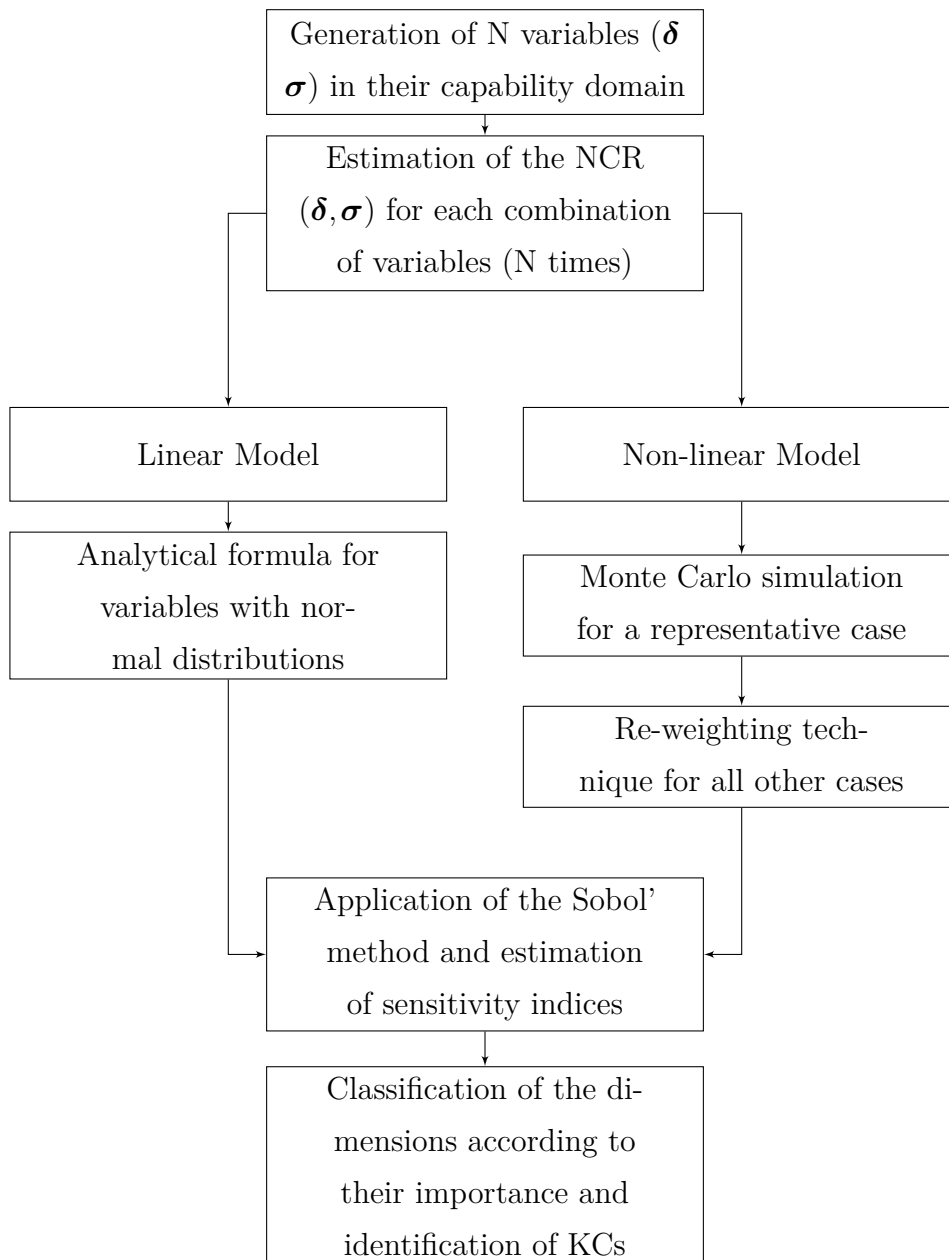 Generation of N variables (δ
σ) in their capability domain
Estimation of the NCR
(δ, σ) for each combination
of variables (N times)
Linear Model
Non-linear Model
Analytical formula for
variables with nor-
mal distributions
Monte Carlo simulation
for a representative case
Re-weighting tech-
nique for all other cases
Application of the Sobol’
method and estimation
of sensitivity indices
Classification of the di-
mensions according to
their importance and
identification of KCs